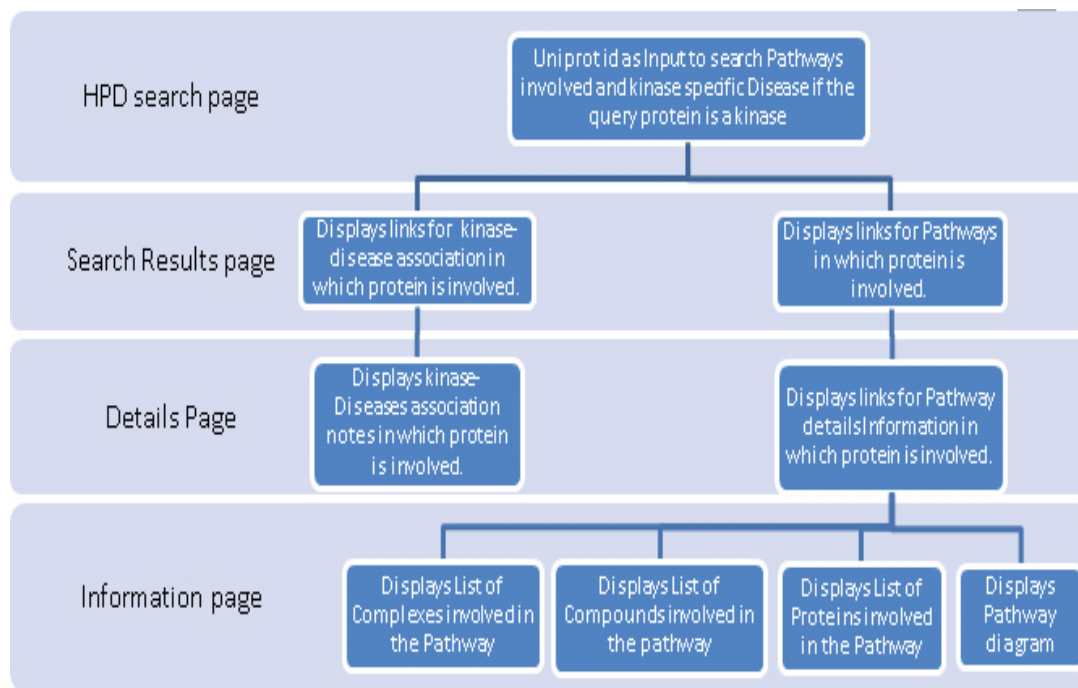 HPD search page
Uniprot id as Input to search Pathways
involved and kinase specific Disease if the
query protein is a kinase
Search Results page
Displays links for kinase-
disease association in
which protein is involved.
Displays links for Pathways
in which protein is
involved.
Details Page
Displays kinase-
Diseases association
notes in which protein
is involved.
Displays links for Pathway
details Information in
which protein is involved.
Information page
Displays List of
Complexes involved in
the Pathway
Displays List of
Compounds involved in
the pathway
Displays List of
Proteins involved
in the Pathway
Displays
Pathway
diagram